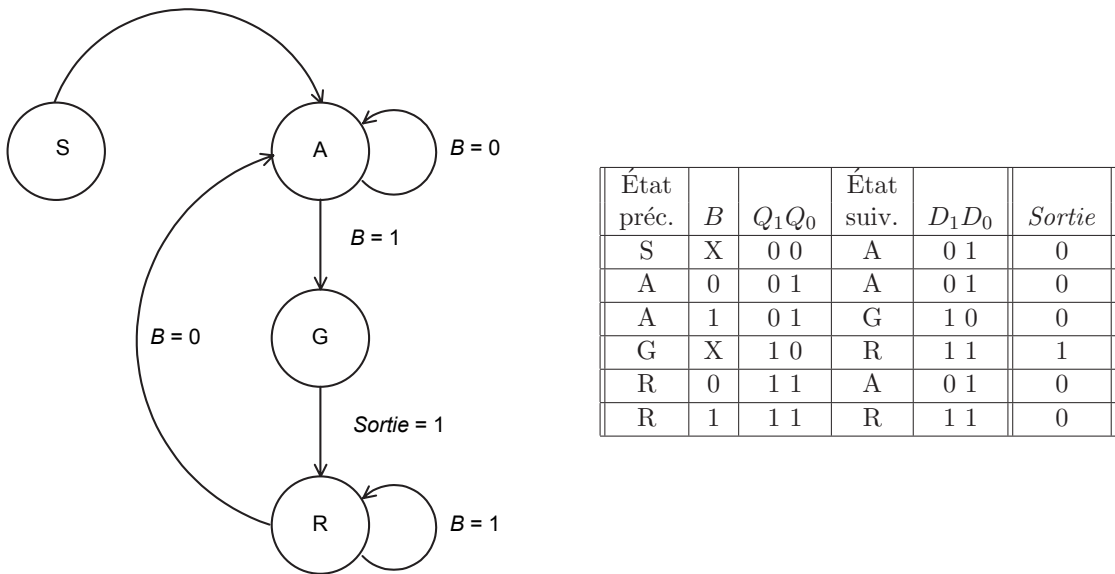 S
A
B = 0
B = 1
G
B = 0
Sortie = 1
R
B = 1
État préc. B Q1Q0 État suiv. D1D0 Sortie
S X 0 0 A 0 1 0
A 0 0 1 A 0 1 0
A 1 0 1 G 1 0 0
G X 1 0 R 1 1 1
R 0 1 1 A 0 1 0
R 1 1 1 R 1 1 0